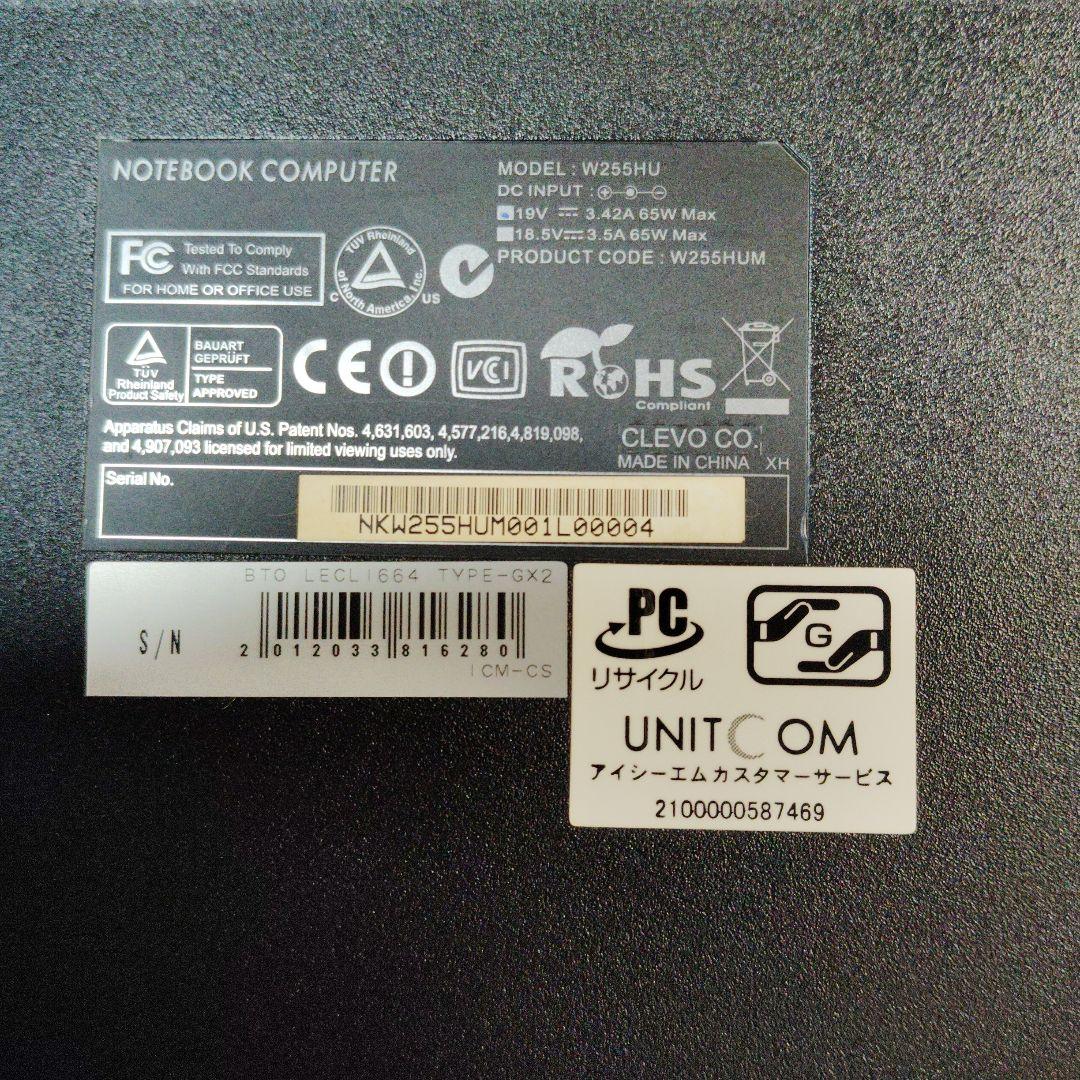 NOTEBOOK COMPUTER
MODEL : W255HU
DC INPUT :
19V 3.42A 65W Max
18.5V 3.5A 65W Max
PRODUCT CODE : W255HUM
FC Tested To Comply
With FCC Standards
FOR HOME OR OFFICE USE
TÜV Rheinland
of North America, Inc.
C US
TÜV
Rheinland
Product Safety
BAUART
GEPRÜFT
TYPE
APPROVED
CE
VCI
RoHS
Compliant
Apparatus Claims of U.S. Patent Nos. 4,631,603, 4,577,216,4,819,098,
and 4,907,093 licensed for limited viewing uses only.
CLEVO CO.
MADE IN CHINA XH
Serial No.
NKW255HUM001L00004
BTO LECLI664 TYPE-GX2
S/N
2 012033 816280
ICM-CS
PC
リサイクル
G
UNITCOM
アイシーエムカスタマーサービス
2100000587469